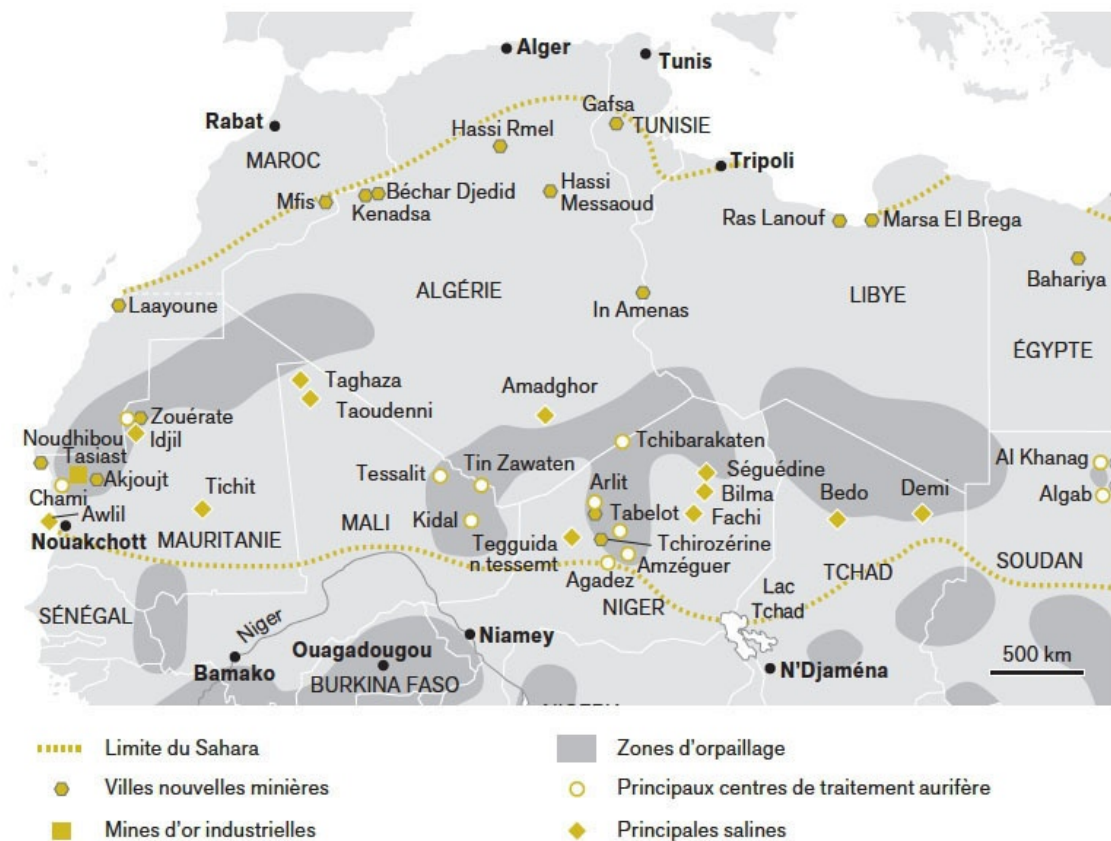 Alger
Tunis
Gafsa
Rabat
Hassi Rmel
TUNISIE
MAROC
Tripoli
Mfis
Béchar Djedid
Kenadsa
Hassi
Messaoud
Ras Lanouf
Marsa El Brega
Bahariya
Laayoune
ALGÉRIE
In Amenas
LIBYE
ÉGYPTE
Taghaza
Taoudenni
Amadghor
Zouérate
Idjil
Noudhibou
Tasiast
Akjoujt
Chami
Awlil
Nouakchott
Tichit
MAURITANIE
Tessalit
Tin Zawaten
Kidal
MALI
Tchibarakaten
Arlit
Tabelot
Tchirozérine
Amzéguer
Agadez
Tegguida
n tessemt
Séguédine
Bilma
Fachi
Bedo
Demi
Al Khanag
Algab
SOUDAN
TCHAD
NIGER
Lac
Tchad
SÉNÉGAL
Niger
Bamako
Ouagadougou
BURKINA FASO
Niamey
N'Djaména
500 km
Limite du Sahara
Villes nouvelles minières
Mines d'or industrielles
Zones d'orpaillage
Principaux centres de traitement aurifère
Principales salines